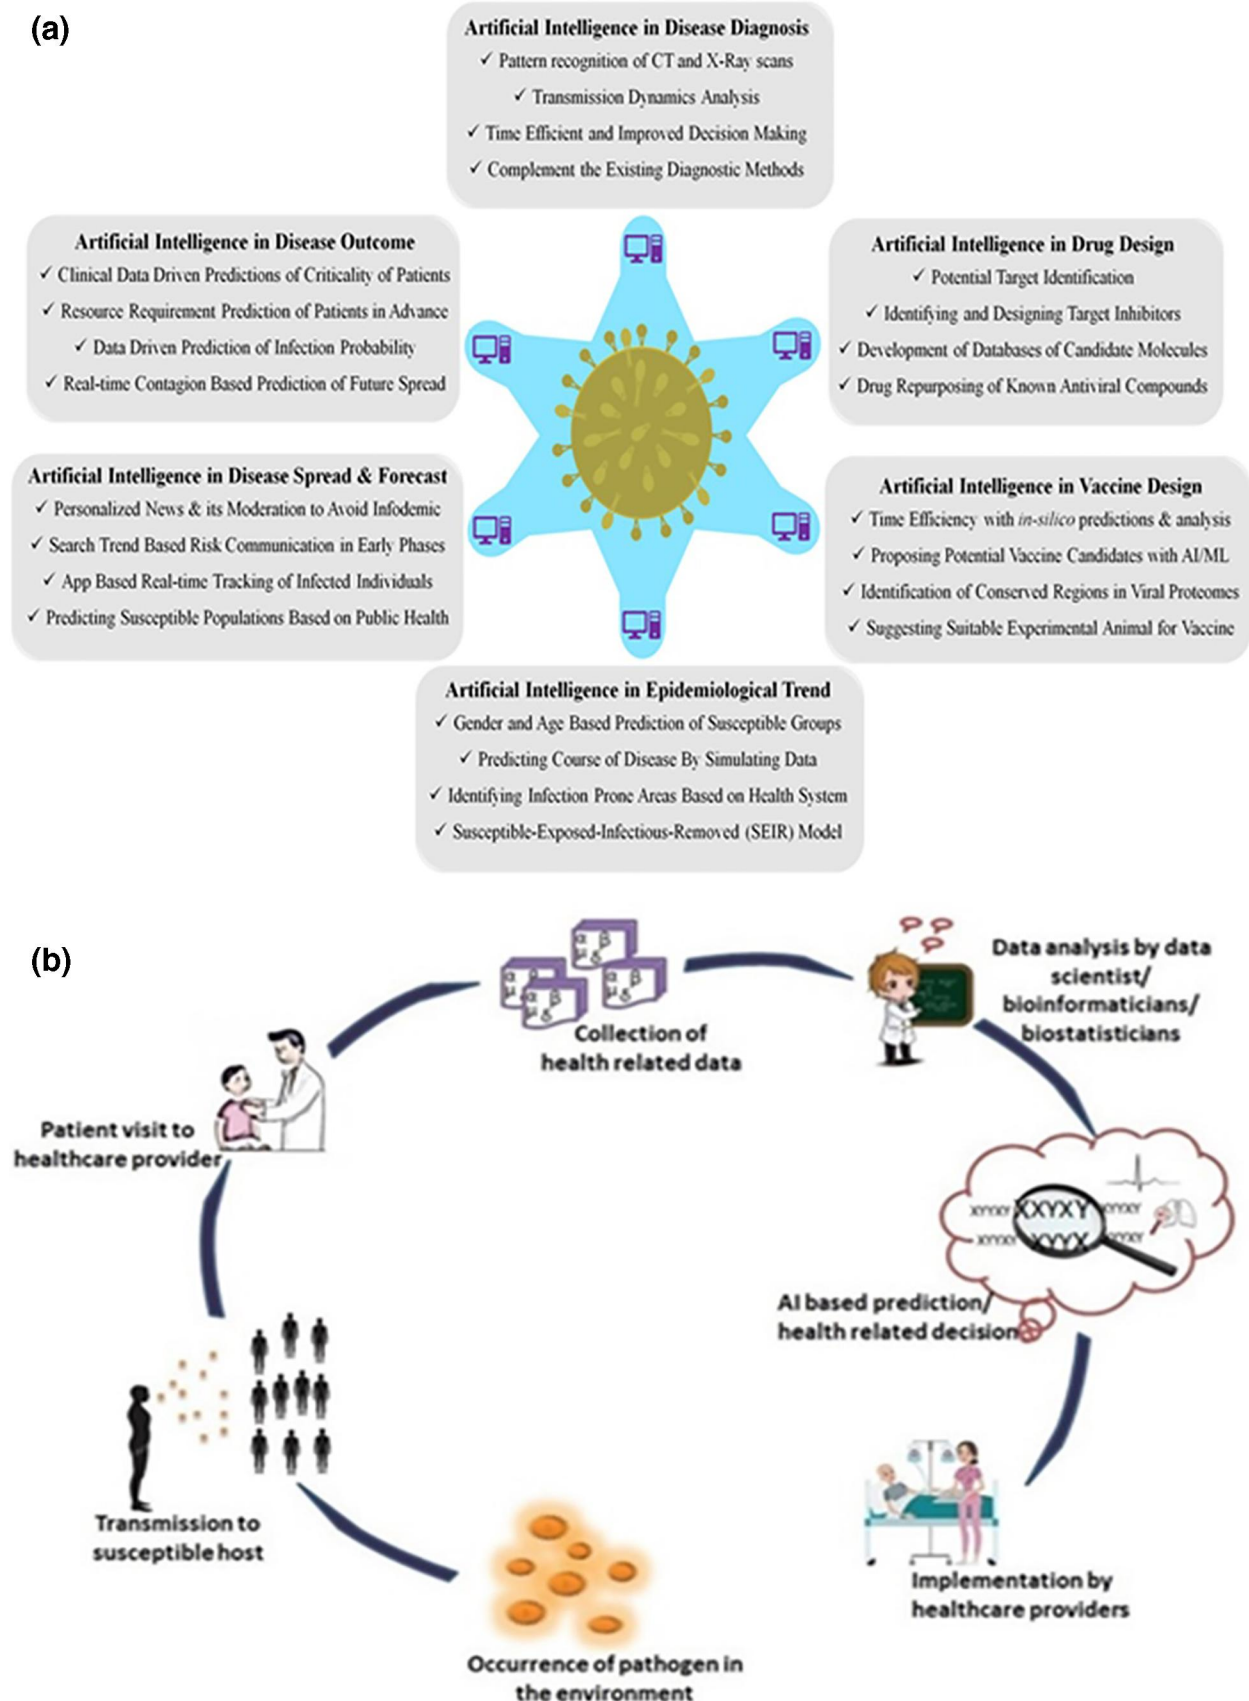 (a)
Artificial Intelligence in Disease Diagnosis
✓ Pattern recognition of CT and X-Ray scans
✓ Transmission Dynamics Analysis
✓ Time Efficient and Improved Decision Making
✓ Complement the Existing Diagnostic Methods
Artificial Intelligence in Disease Outcome
✓ Clinical Data Driven Predictions of Criticality of Patients
✓ Resource Requirement Prediction of Patients in Advance
✓ Data Driven Prediction of Infection Probability
✓ Real-time Contagion Based Prediction of Future Spread
Artificial Intelligence in Drug Design
✓ Potential Target Identification
✓ Identifying and Designing Target Inhibitors
✓ Development of Databases of Candidate Molecules
✓ Drug Repurposing of Known Antiviral Compounds
Artificial Intelligence in Disease Spread & Forecast
✓ Personalized News & its Moderation to Avoid Infodemic
✓ Search Trend Based Risk Communication in Early Phases
✓ App Based Real-time Tracking of Infected Individuals
✓ Predicting Susceptible Populations Based on Public Health
Artificial Intelligence in Vaccine Design
✓ Time Efficiency with in-silico predictions & analysis
✓ Proposing Potential Vaccine Candidates with AI/ML
✓ Identification of Conserved Regions in Viral Proteomes
✓ Suggesting Suitable Experimental Animal for Vaccine
Artificial Intelligence in Epidemiological Trend
✓ Gender and Age Based Prediction of Susceptible Groups
✓ Predicting Course of Disease By Simulating Data
✓ Identifying Infection Prone Areas Based on Health System
✓ Susceptible-Exposed-Infectious-Removed (SEIR) Model
(b)
α β
μ δ
α β
μ δ
α
μ
α β
μ δ
Collection of
health related data
Data analysis by data
scientist/
bioinformaticians/
biostatisticians
Patient visit to
healthcare provider
XYYXY XXYXY XYYXY
XYYXY XYYX XYYXY
AI based prediction/
health related decision
Transmission to
susceptible host
Implementation by
healthcare providers
Occurrence of pathogen in
the environment